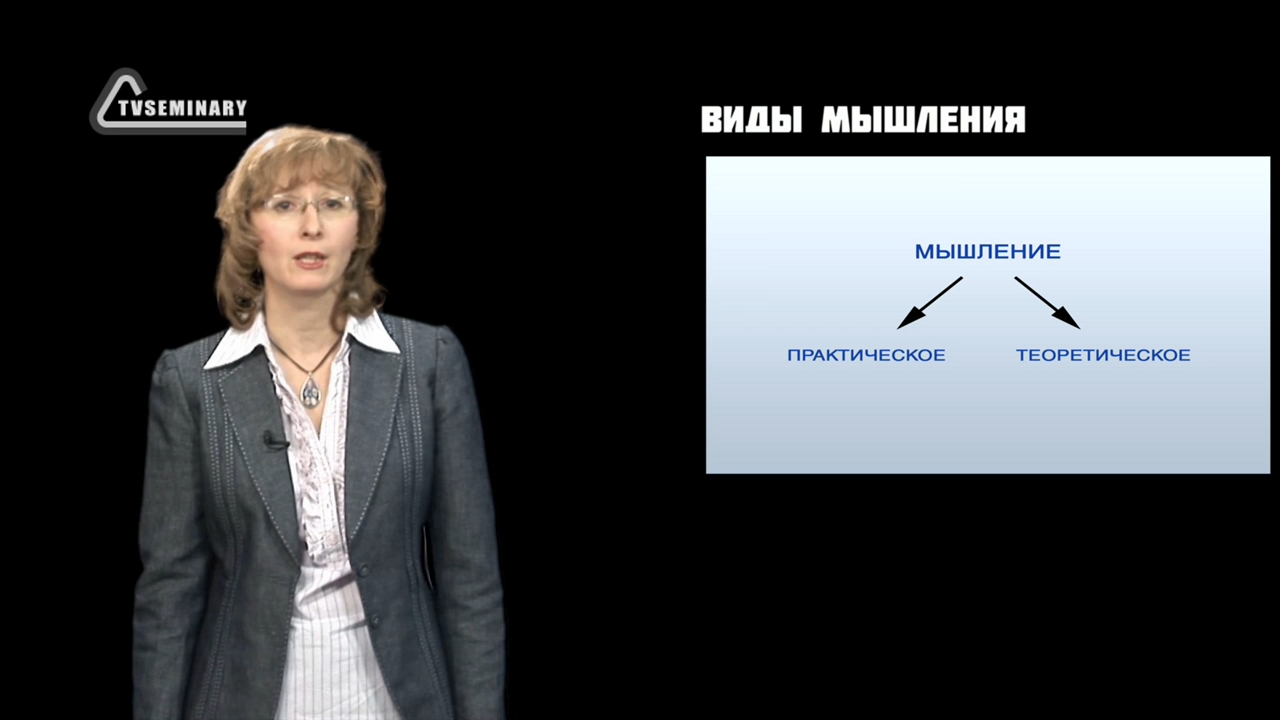 TVSEMINARY
ВИДЫ МЫШЛЕНИЯ
МЫШЛЕНИЕ
ПРАКТИЧЕСКОЕ ТЕОРЕТИЧЕСКОЕ